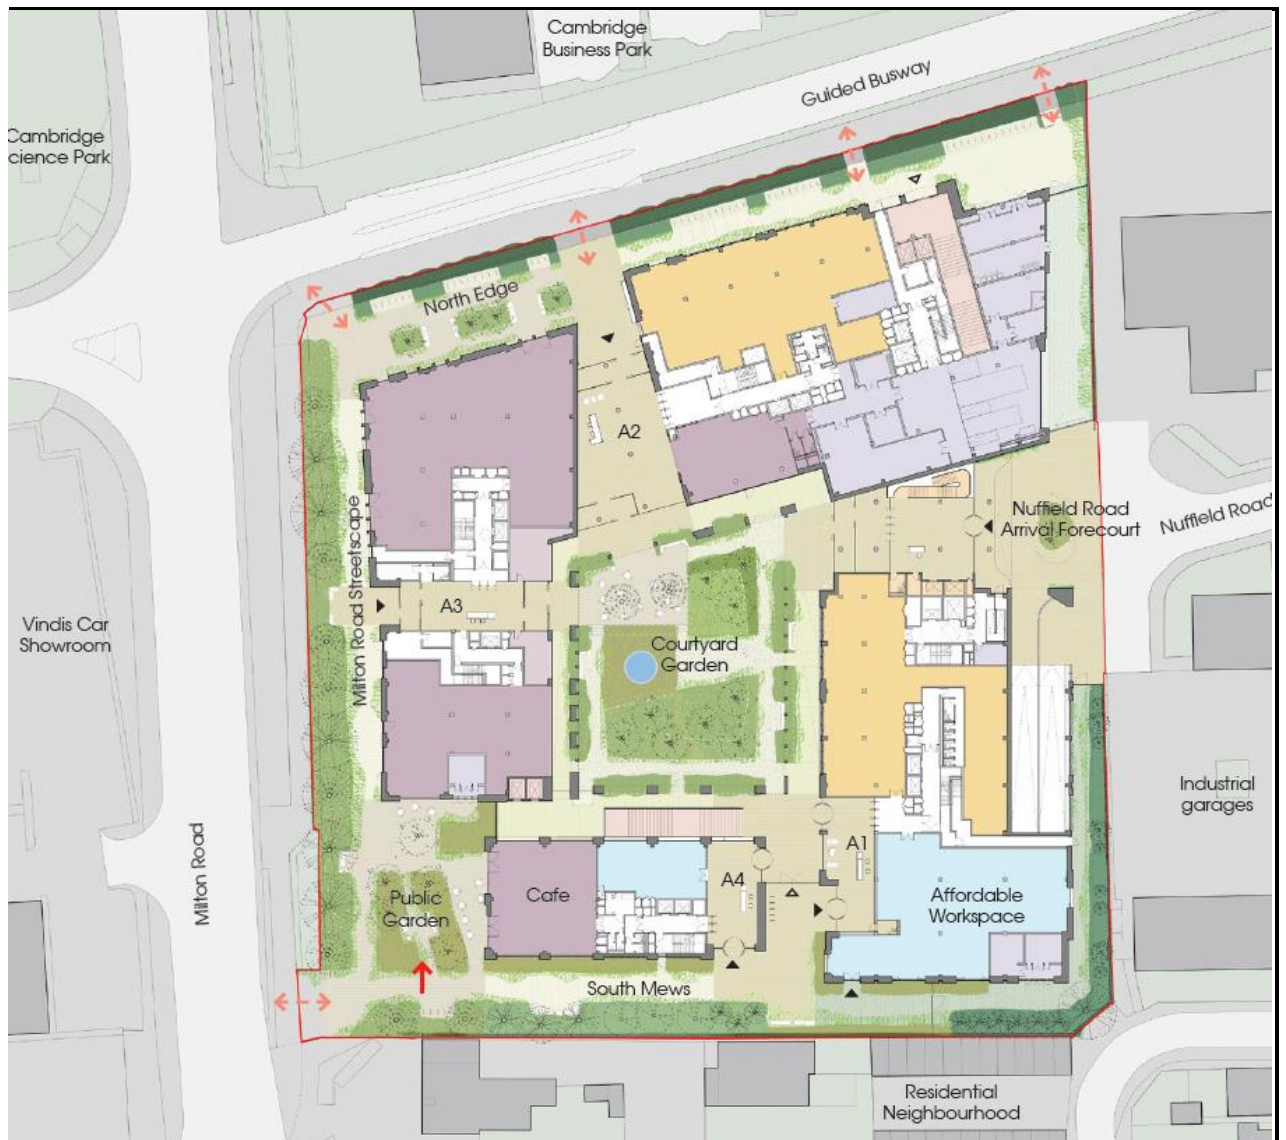 Cambridge
Business Park
Guided Busway
Cambridge
cience Park
North Edge
A2
Nuffield Road
Arrival Forecourt
Nuffield Road
Milton Road Streetscape
A3
Vindis Car
Showroom
Courtyard
Garden
Industrial
garages
Milton Road
A1
Cafe
A4
Public
Garden
Affordable
Workspace
South Mews
Residential
Neighbourhood